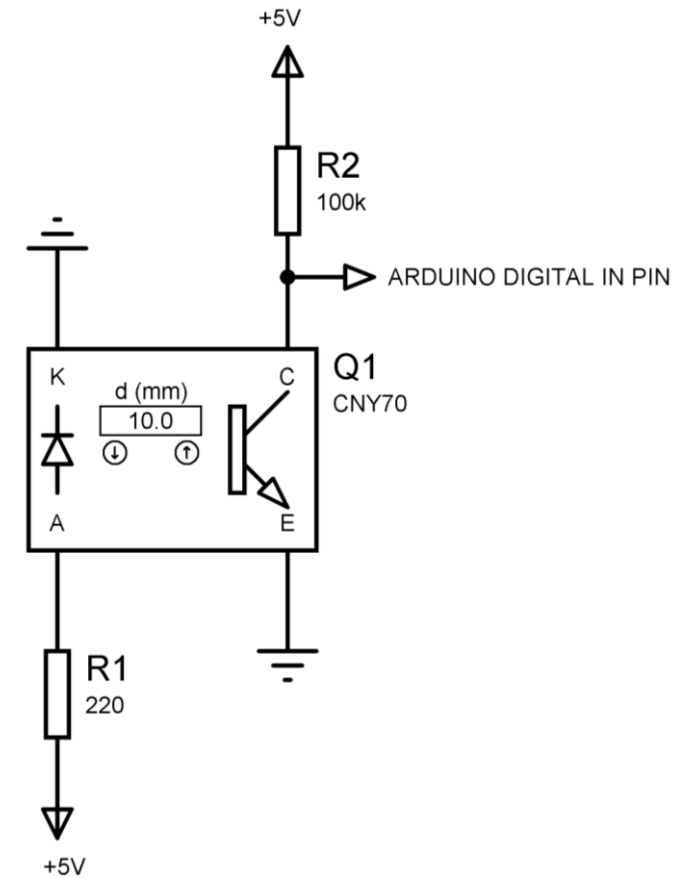 +5V
R2
100k
ARDUINO DIGITAL IN PIN
K
d (mm)
10.0
C
Q1
CNY70
A
E
R1
220
+5V